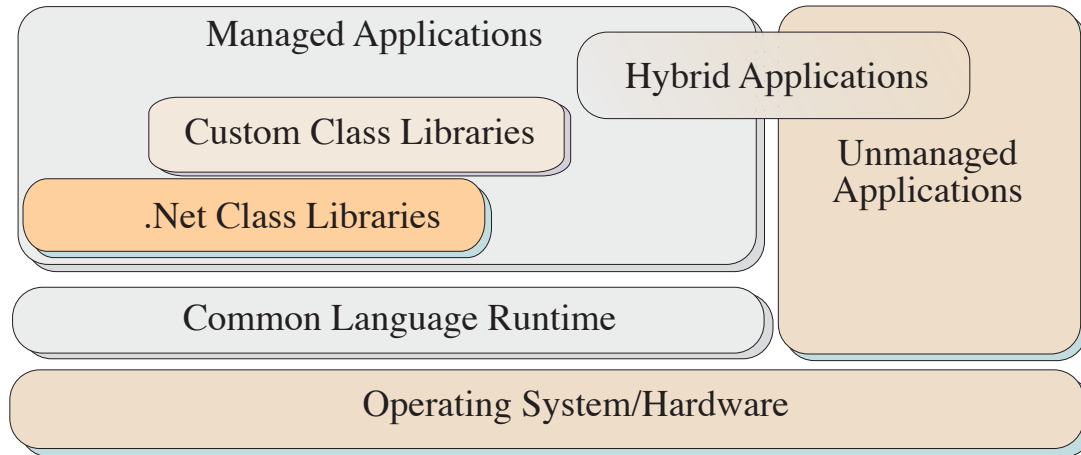 Managed Applications
Hybrid Applications
Custom Class Libraries
Unmanaged
Applications
.Net Class Libraries
Common Language Runtime
Operating System/Hardware